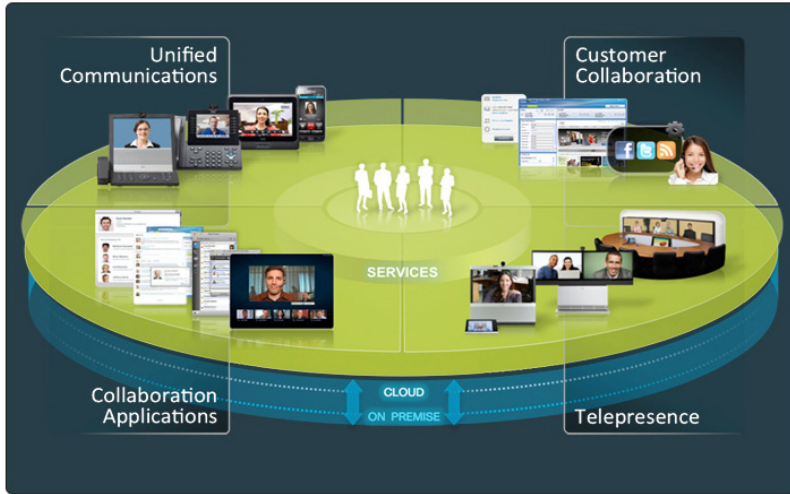 Unified
Communications
Customer
Collaboration
SERVICES
Collaboration
Applications
CLOUD
ON PREMISE
Telepresence